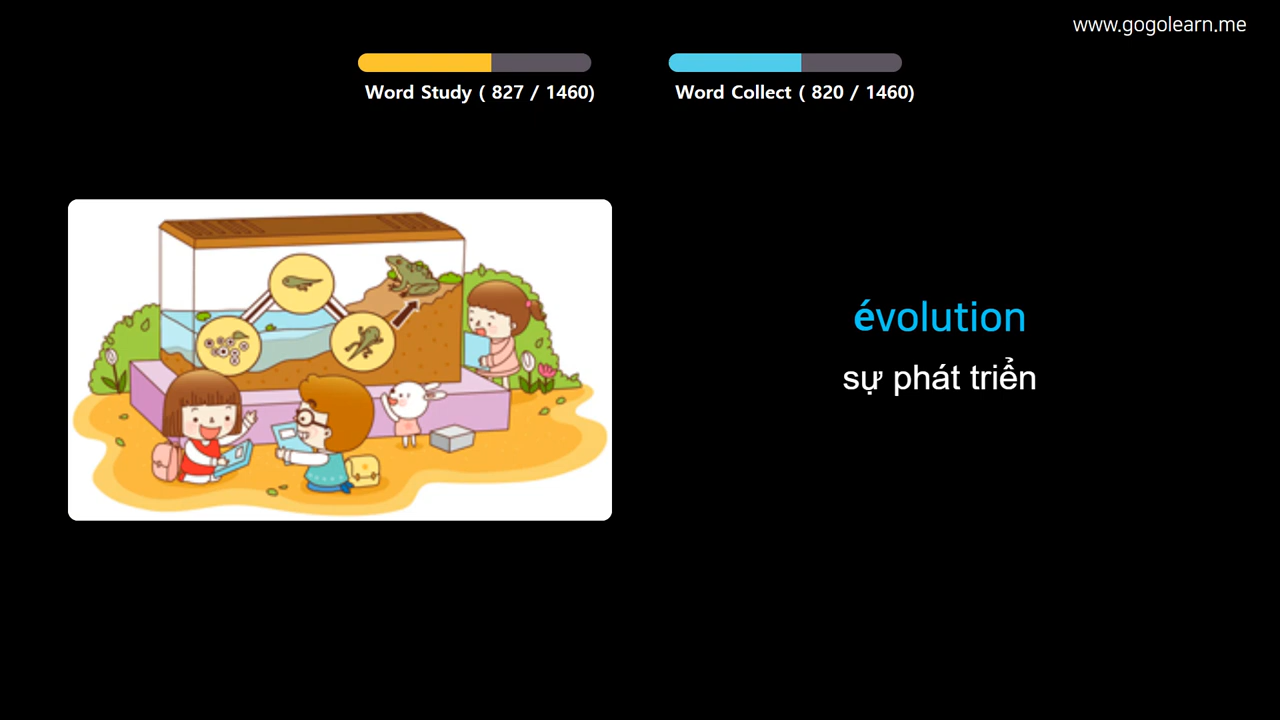 www.gogolearn.me
Word Study ( 827 / 1460)
Word Collect ( 820 / 1460)
évolution
sự phát triển